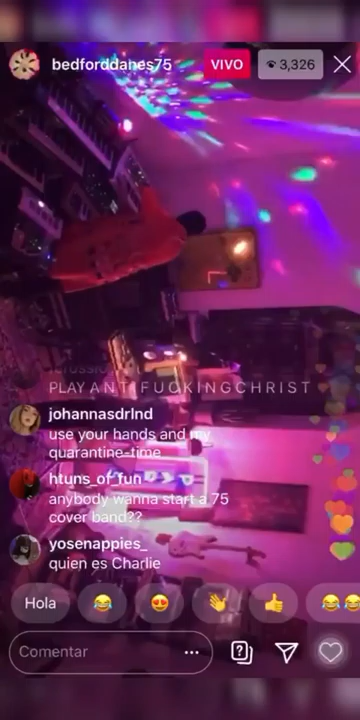 bedforddanes75
VIVO
3,326
PLAY A N T I F U C K I N G C H R I S T
johannasdrlnd
use your hands and my
quarantine-time
htuns_of_fun
anybody wanna start a 75
cover band??
yosenappies_
quien es Charlie
Hola
Comentar